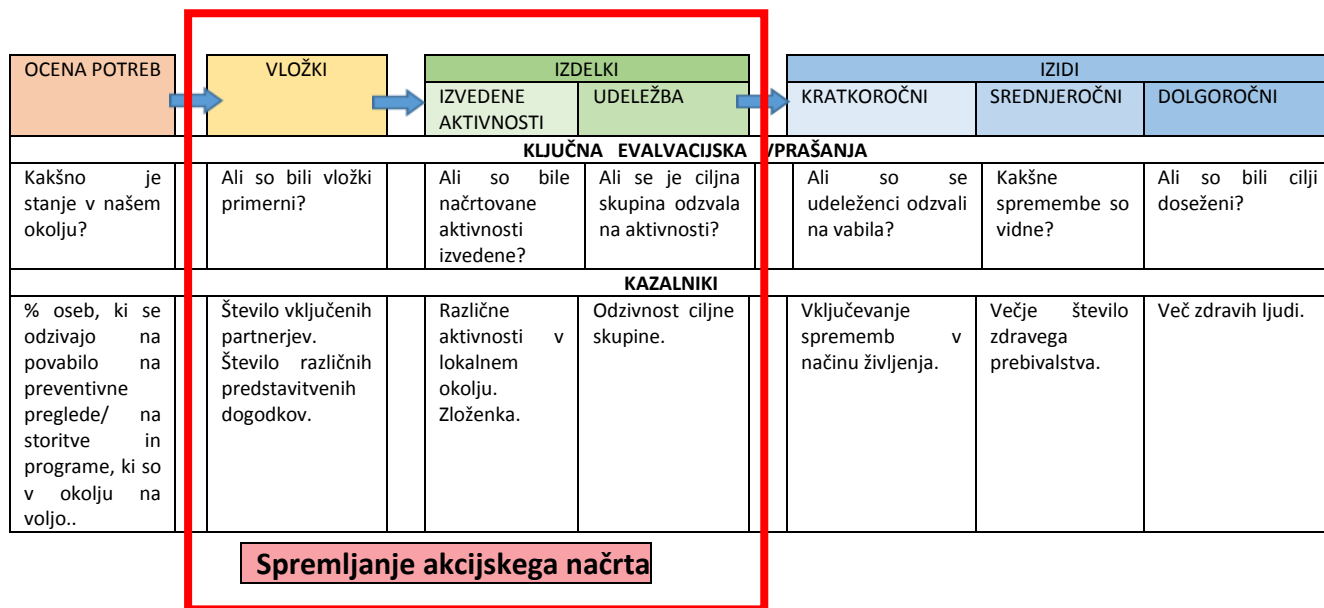 OCENA POTREB
VLOŽKI
IZDELKI
IZVEDENE
AKTIVNOSTI
UDELEŽBA
IZIDI
KRATKOROČNI
SREDNJEROČNI
DOLGOROČNI
KLJUČNA EVALVACIJSKA VPRAŠANJA
Kakšno je
stanje v našem
okolju?
Ali so bili vložki
primerni?
Ali so bile
načrtovane
aktivnosti
izvedene?
Ali se je ciljna
skupina odzvala
na aktivnosti?
Ali so se
udeleženci odzvali
na vabila?
Kakšne
spremembe so
vidne?
Ali so bili cilji
doseženi?
KAZALNIKI
% oseb, ki se
odzivajo na
povabilo na
preventivne
preglede/ na
storitve in
programe, ki so
v okolju na
voljo..
Število vključenih
partnerjev.
Število različnih
predstavitvenih
dogodkov.
Različne
aktivnosti v
lokalnem
okolju.
Zloženka.
Odzivnost ciljne
skupine.
Vključevanje
sprememb v
načinu življenja.
Večje število
zdravega
prebivalstva.
Več zdravih ljudi.
Spremljanje akcijskega načrta